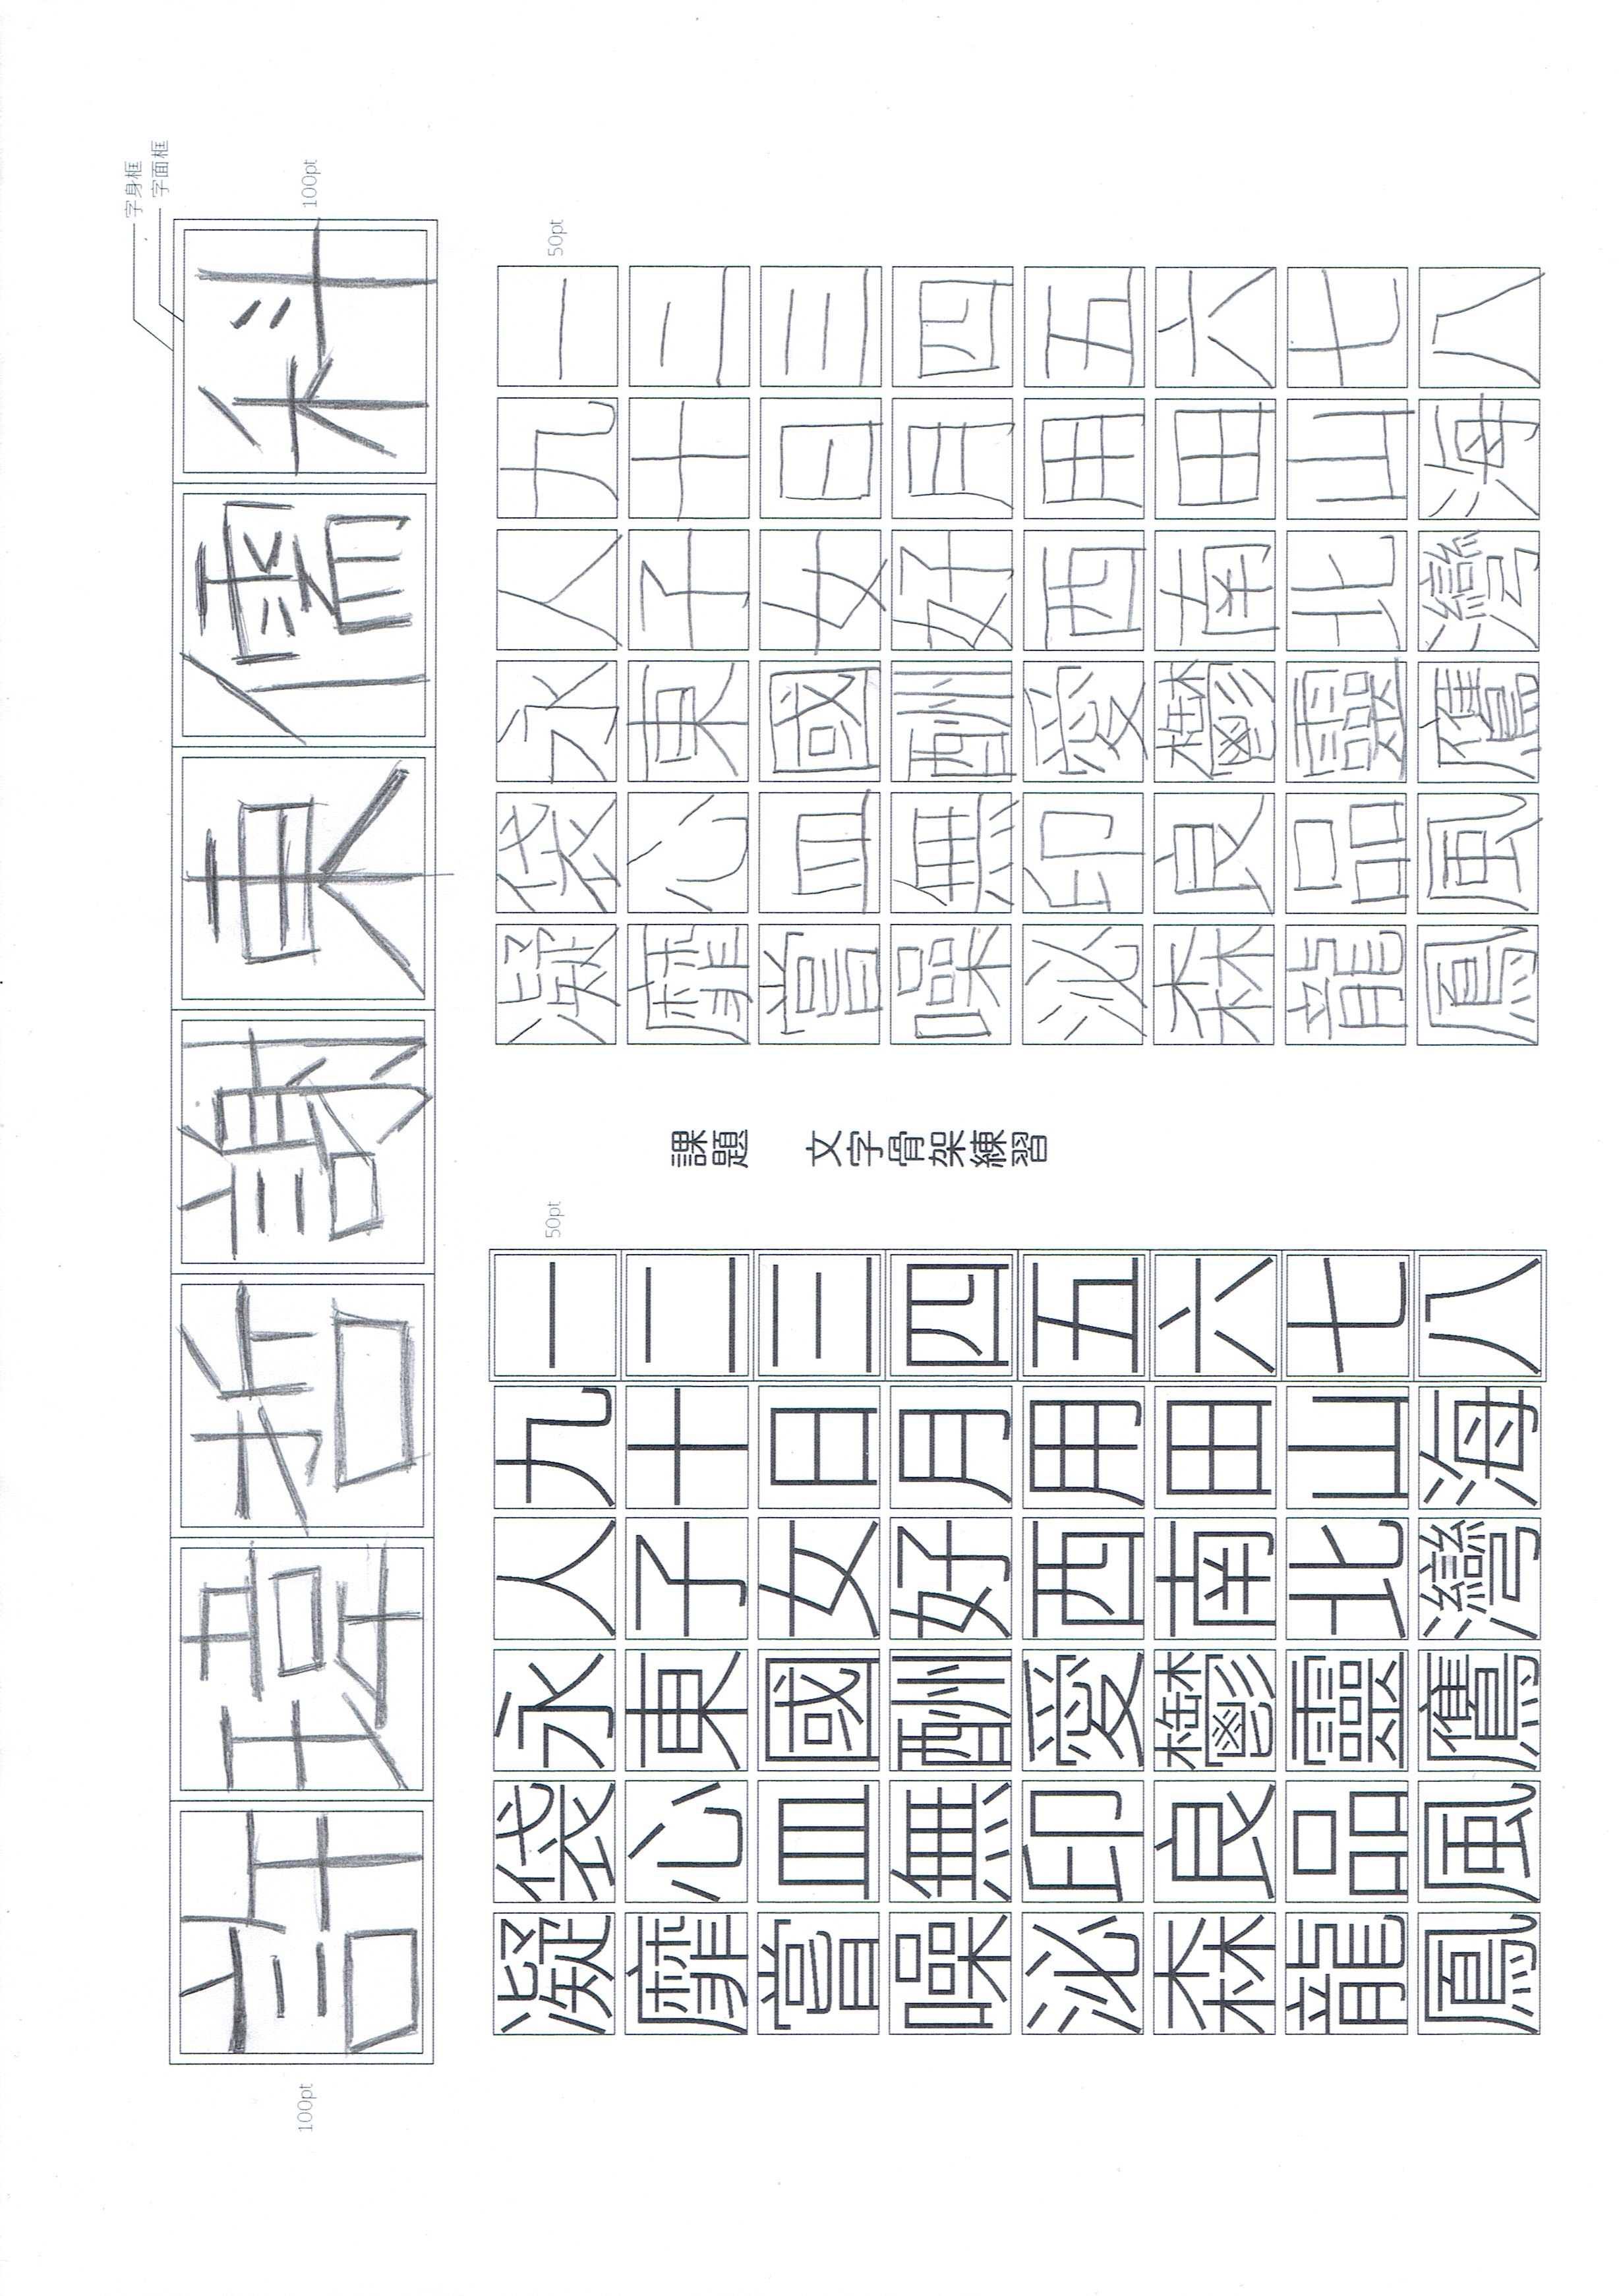 字身框
字面框
100pt
許瑋哲謝東儒科
100pt
50pt
一二三四五六七八
九十日月用田山海
人子女好西南北灣
永東國酬愛鬱靈鷹
袋心皿無印良品風
凝靡當噪泌森龍鳳
課題　文字骨架練習
50pt
一二三四五六七八
九十日月用田山海
人子女好西南北灣
永東國酬愛鬱靈鷹
袋心皿無印良品風
凝靡當噪泌森龍鳳